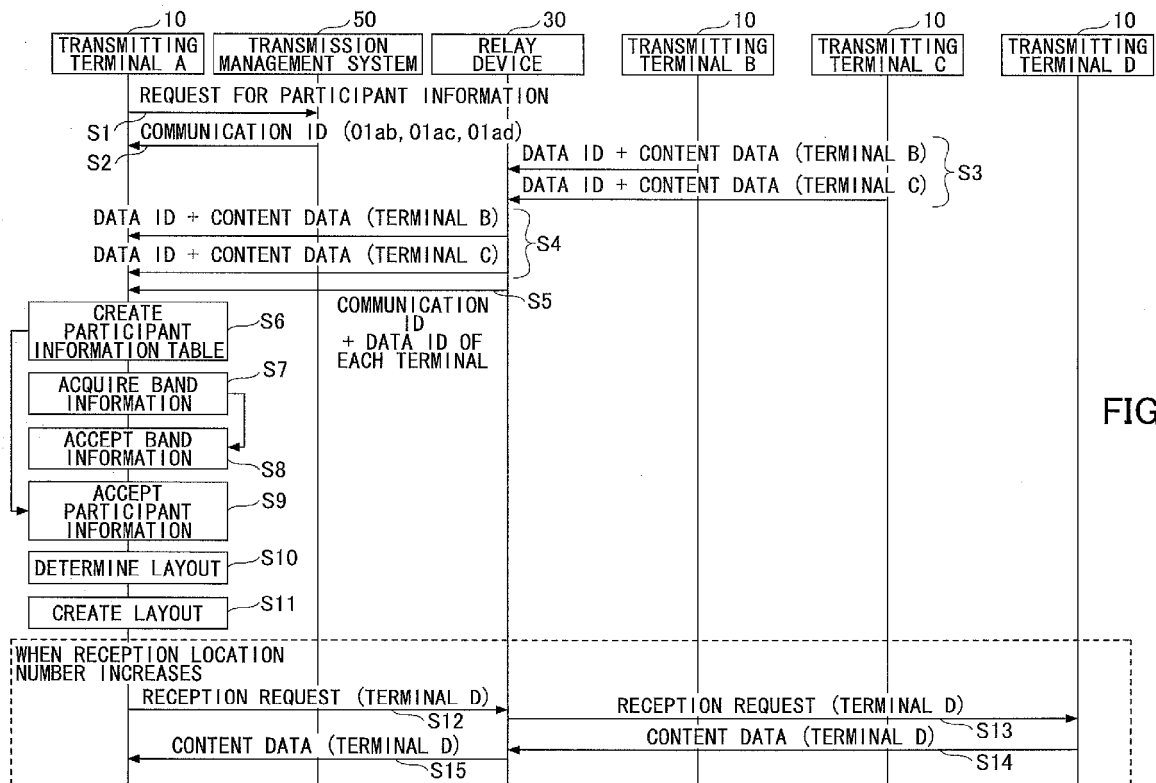 10
50
30
10
10
10
TRANSMITTING
TERMINAL A
TRANSMISSION
MANAGEMENT SYSTEM
RELAY
DEVICE
TRANSMITTING
TERMINAL B
TRANSMITTING
TERMINAL C
TRANSMITTING
TERMINAL D
REQUEST FOR PARTICIPANT INFORMATION
S1
COMMUNICATION ID (01ab, 01ac, 01ad)
S2
DATA ID + CONTENT DATA (TERMINAL B)
DATA ID + CONTENT DATA (TERMINAL C)
S3
DATA ID + CONTENT DATA (TERMINAL B)
DATA ID + CONTENT DATA (TERMINAL C)
S4
S5
COMMUNICATION
ID
+ DATA ID OF
EACH TERMINAL
CREATE
PARTICIPANT
INFORMATION TABLE
S6
ACQUIRE BAND
INFORMATION
S7
ACCEPT BAND
INFORMATION
S8
ACCEPT
PARTICIPANT
INFORMATION
S9
DETERMINE LAYOUT
S10
CREATE LAYOUT
S11
FIG
WHEN RECEPTION LOCATION
NUMBER INCREASES
RECEPTION REQUEST (TERMINAL D)
S12
RECEPTION REQUEST (TERMINAL D)
S13
CONTENT DATA (TERMINAL D)
S14
CONTENT DATA (TERMINAL D)
S15